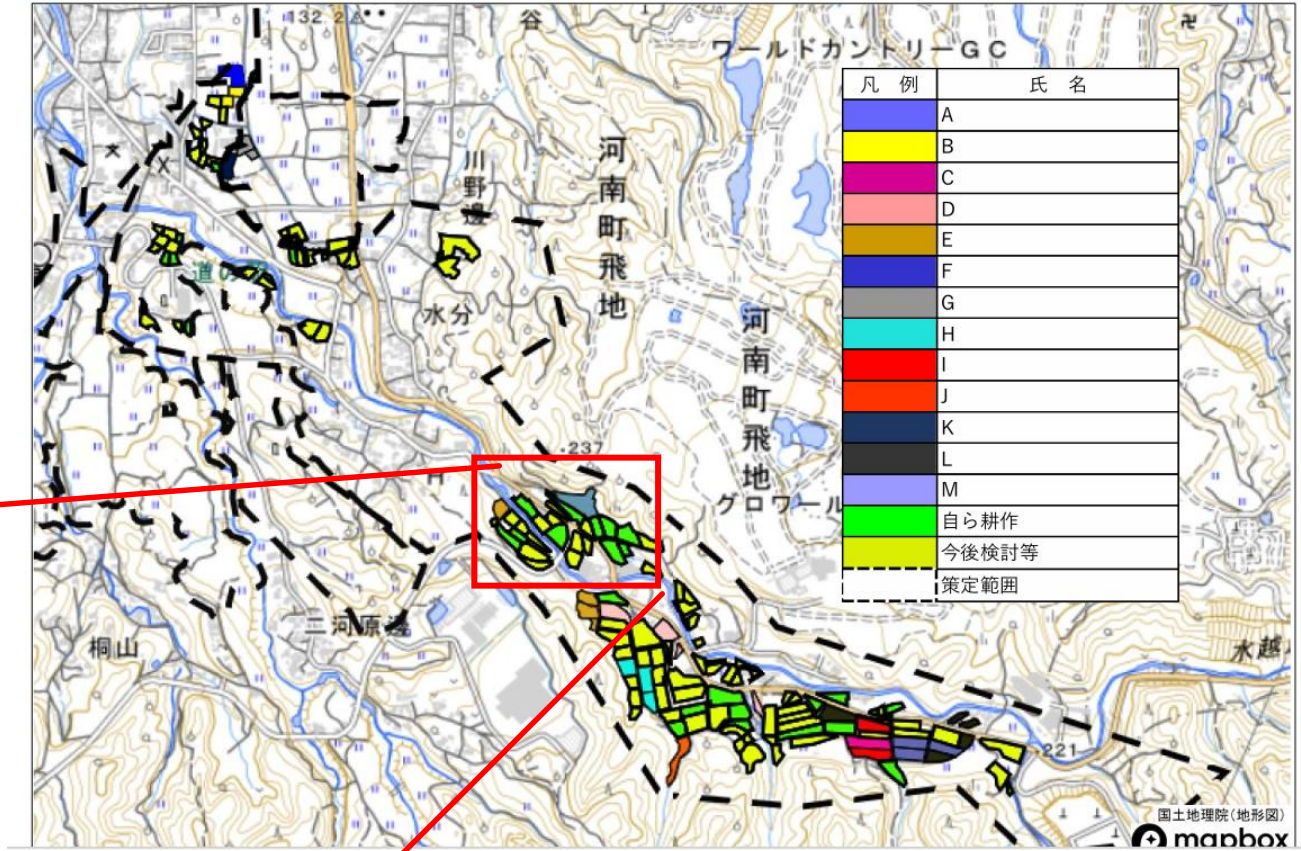 132.2
谷
卍
ワールドカントリーGC
凡 例
氏 名
A
B
C
D
E
F
G
H
I
J
K
L
M
自ら耕作
今後検討等
策定範囲
川野邊
河南町飛地
水分
河南町飛地
237
グロワール
桐山
水越
221
国土地理院(地形図)
mapbox